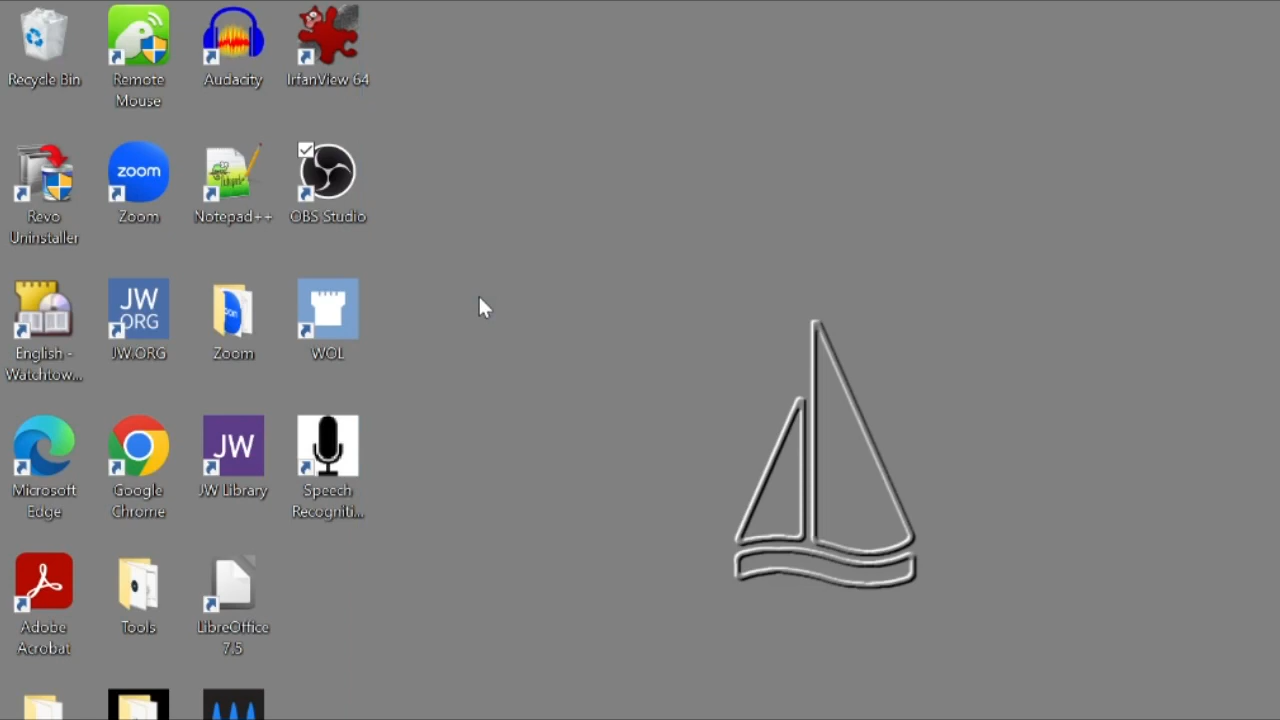 Recycle Bin
Remote
Mouse
Audacity
IrfanView 64
Revo
Uninstaller
zoom
Zoom
Notepad++
OBS Studio
English -
Watchtow...
JW
.ORG
JW.ORG
Zoom
WOL
Microsoft
Edge
Google
Chrome
JW
JW Library
Speech
Recogniti...
Adobe
Acrobat
Tools
LibreOffice
7.5